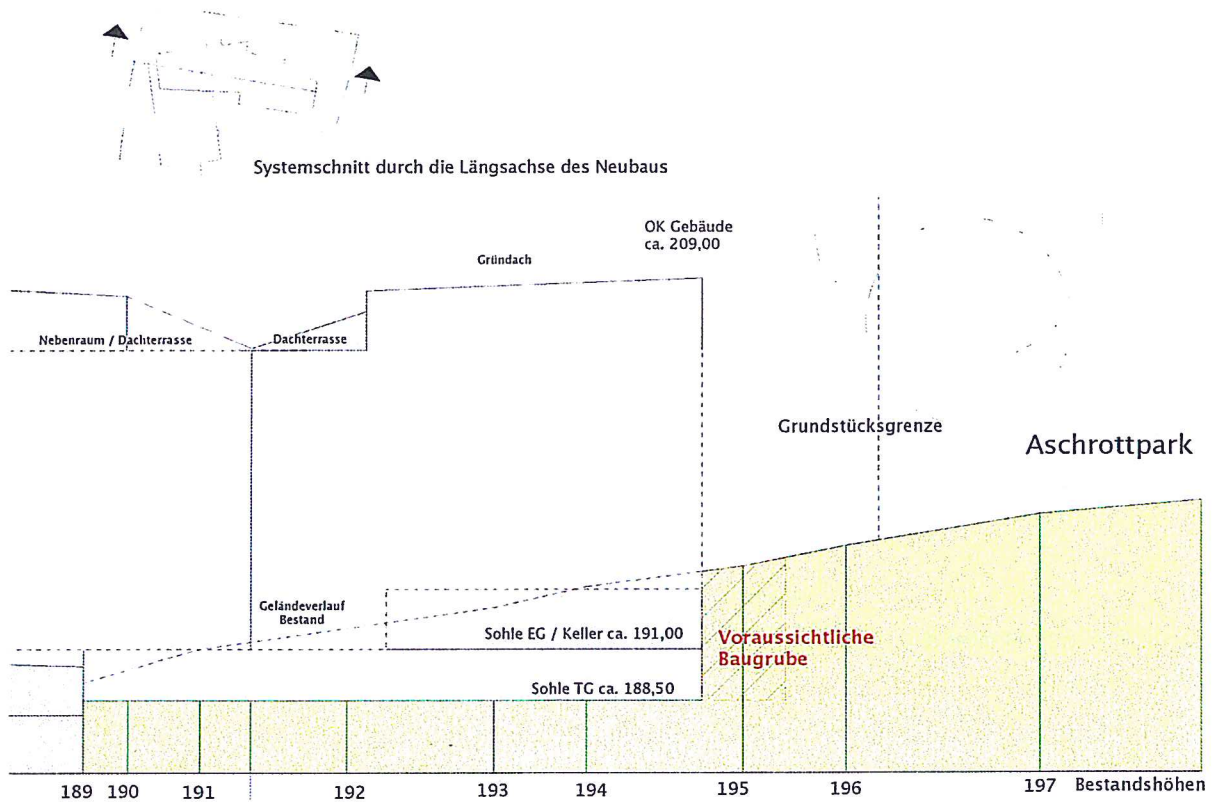 Systemschnitt durch die Längsachse des Neubaus
OK Gebäude
ca. 209,00
Gründach
Nebenraum / Dachterrasse
Dachterrasse
Grundstücksgrenze
Aschrottpark
Geländeverlauf
Bestand
Sohle EG / Keller ca. 191,00
Voraussichtliche
Baugrube
Sohle TG ca. 188,50
189 190 191 192 193 194 195 196 197 Bestandshöhen